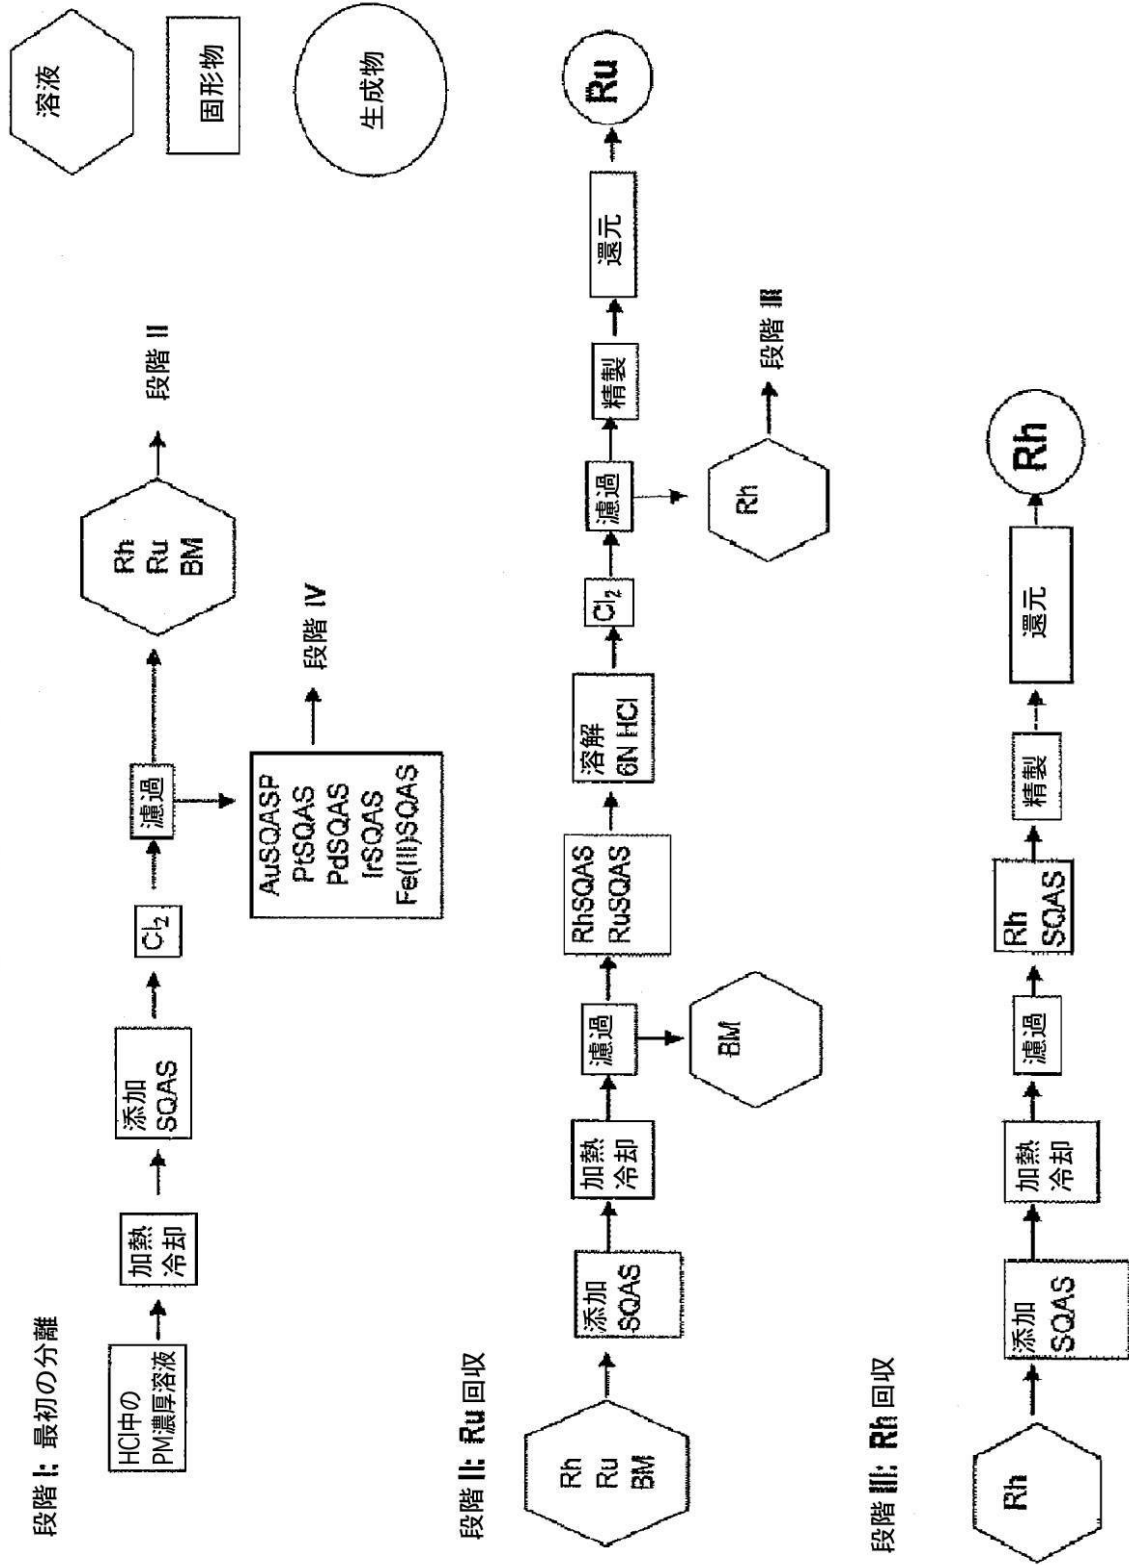 溶液
固形物
生成物
段階 I: 最初の分離
HCl中の
PM濃厚溶液
加熱
冷却
添加
SQAS
Cl₂
濾過
Rh
Ru
BM
段階 II
AuSQASP
PtSQAS
PdSQAS
IrSQAS
Fe(III)SQAS
段階 IV
段階 II: Ru 回収
Rh
Ru
BM
添加
SQAS
加熱
冷却
濾過
BM
RhSQAS
RuSQAS
溶解
6N HCl
Cl₂
濾過
Rh
段階 III
精製
還元
Ru
段階 III: Rh 回収
Rh
添加
SQAS
加熱
冷却
濾過
Rh
SQAS
精製
還元
Rh